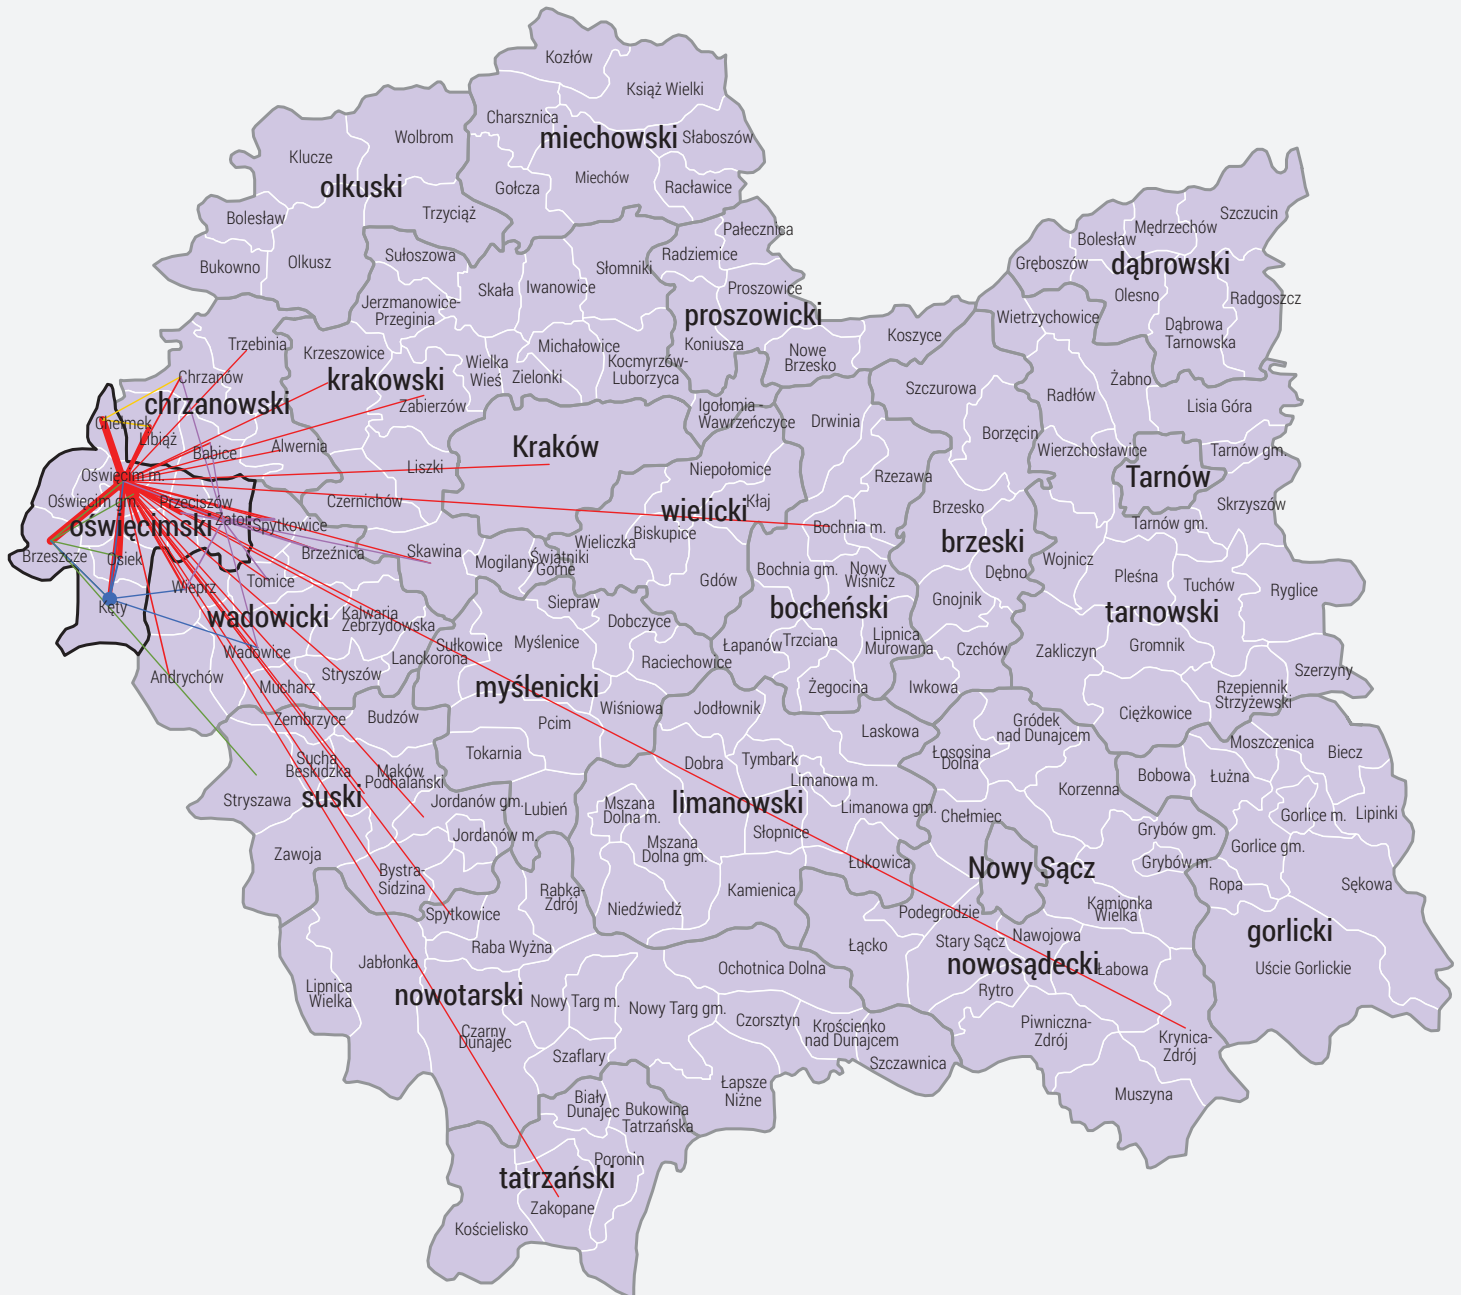 Kozłów
Książ Wielki
Charsznica
miechowski
Słaboszów
Wolbrom
Klucze
olkuski
Gołcza
Miechów
Racławice
Trzyciąż
Bolesław
Bukowno
Olkusz
Sułoszowa
Pałecznica
Radziemice
Słomniki
Skała
Iwanowice
Proszowice
Jerzmanowice-
Przeginia
proszowicki
Szczucin
Mędrzechów
Bolesław
Gręboszów
dąbrowski
Olesno
Radgoszcz
Wietrzychowice
Dąbrowa
Tarnowska
Koszyce
Trzebinia
Krzeszowice
Michałowice
Koniusza
Nowe
Brzesko
Wielka
Wieś
Zielonki
Kocmyrzów-
Luborzyca
Chrzanów
krakowski
Zabierzów
Szczurowa
Żabno
Radłów
Lisia Góra
chrzanowski
Igołomia -
Wawrzeńczyce
Drwinia
Chełmek
Libiąż
Babice
Alwernia
Kraków
Borzęcin
Wierzchosławice
Tarnów gm.
Liszki
Niepołomice
Rzezawa
Tarnów
Oświęcim m.
Oświęcim gm.
Przeciszów
Czernichów
Kłaj
wielicki
Brzesko
Skrzyszów
Zator
Spytkowice
oświęcimski
Bochnia m.
Tarnów gm.
Biskupice
Wieliczka
brzeski
Brzeszcze
Osiek
Brzeźnica
Skawina
Mogilany
Świątniki
Górne
Wojnicz
Bochnia gm.
Nowy
Wiśnicz
Dębno
Pleśna
Tuchów
Ryglice
Wieprz
Tomice
Gdów
Kęty
wadowicki
Kalwaria
Zebrzydowska
Siepraw
Dobczyce
bocheński
Gnojnik
tarnowski
Sułkowice
Myślenice
Łapanów
Trzciana
Lipnica
Murowana
Czchów
Zakliczyn
Gromnik
Wadowice
Lanckorona
Raciechowice
Andrychów
Mucharz
Stryszów
myślenicki
Żegocina
Iwkowa
Szerzyny
Rzepiennik
Strzyżewski
Zembrzyce
Budzów
Pcim
Wiśniowa
Jodłownik
Laskowa
Gródek
nad Dunajcem
Ciężkowice
Moszczenica
Biecz
Tokarnia
Dobra
Tymbark
Łososina
Dolna
Sucha
Beskidzka
Maków
Podhalański
Limanowa m.
Korzenna
Bobowa
Łużna
Stryszawa
suski
Jordanów gm.
Lubień
Mszana
Dolna m.
limanowski
Limanowa gm.
Chełmiec
Gorlice m.
Lipinki
Jordanów m.
Słopnice
Grybów gm.
Gorlice gm.
Zawoja
Mszana
Dolna gm.
Łukowica
Nowy Sącz
Grybów m.
Bystra-
Sidzina
Rabka-
Zdrój
Kamienica
Ropa
Sękowa
Spytkowice
Niedźwiedź
Podegrodzie
Kamionka
Wielka
Raba Wyżna
Łącko
Stary Sącz
Nawojowa
gorlicki
Jabłonka
Ochotnica Dolna
nowosądecki
Łabowa
Uście Gorlickie
Lipnica
Wielka
nowotarski
Nowy Targ m.
Nowy Targ gm.
Rytro
Czorsztyn
Krościenko
nad Dunajcem
Piwniczna-
Zdrój
Krynica-
Zdrój
Czarny
Dunajec
Szaflary
Szczawnica
Łapsze
Niżne
Muszyna
Biały
Dunajec
Bukowina
Tatrzańska
Poronin
tatrzański
Zakopane
Kościelisko